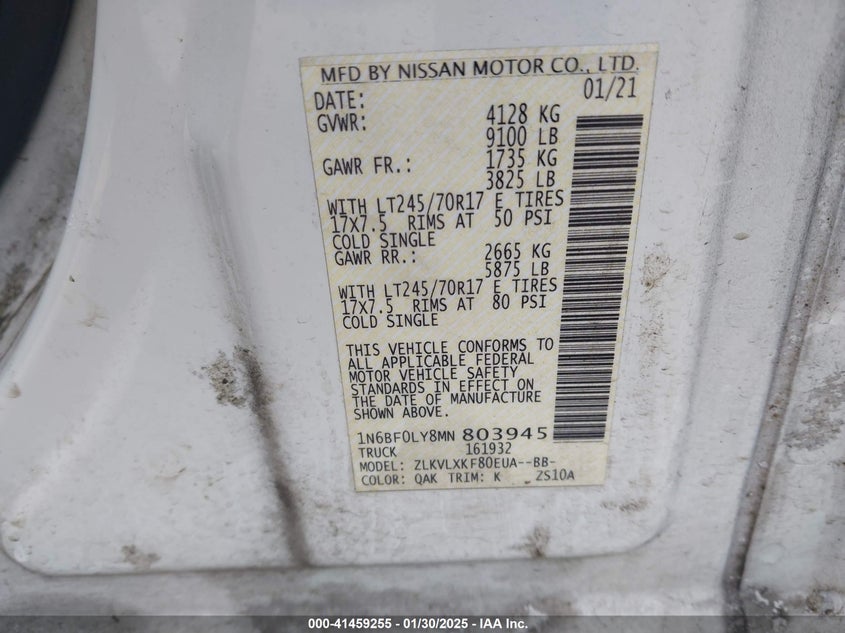 MFD BY NISSAN MOTOR CO., LTD.
DATE: 01/21
GVWR: 4128 KG
9100 LB
GAWR FR.: 1735 KG
3825 LB
WITH LT245/70R17 E TIRES
17X7.5 RIMS AT 50 PSI
COLD SINGLE
GAWR RR.: 2665 KG
5875 LB
WITH LT245/70R17 E TIRES
17X7.5 RIMS AT 80 PSI
COLD SINGLE
THIS VEHICLE CONFORMS TO
ALL APPLICABLE FEDERAL
MOTOR VEHICLE SAFETY
STANDARDS IN EFFECT ON
THE DATE OF MANUFACTURE
SHOWN ABOVE.
1N6BF0LY8MN 803945
TRUCK 161932
MODEL: ZLKVLXKF80EUA--BB-
COLOR: QAK TRIM: K ZS10A
000-41459255 — 01/30/2025 — IAA Inc.